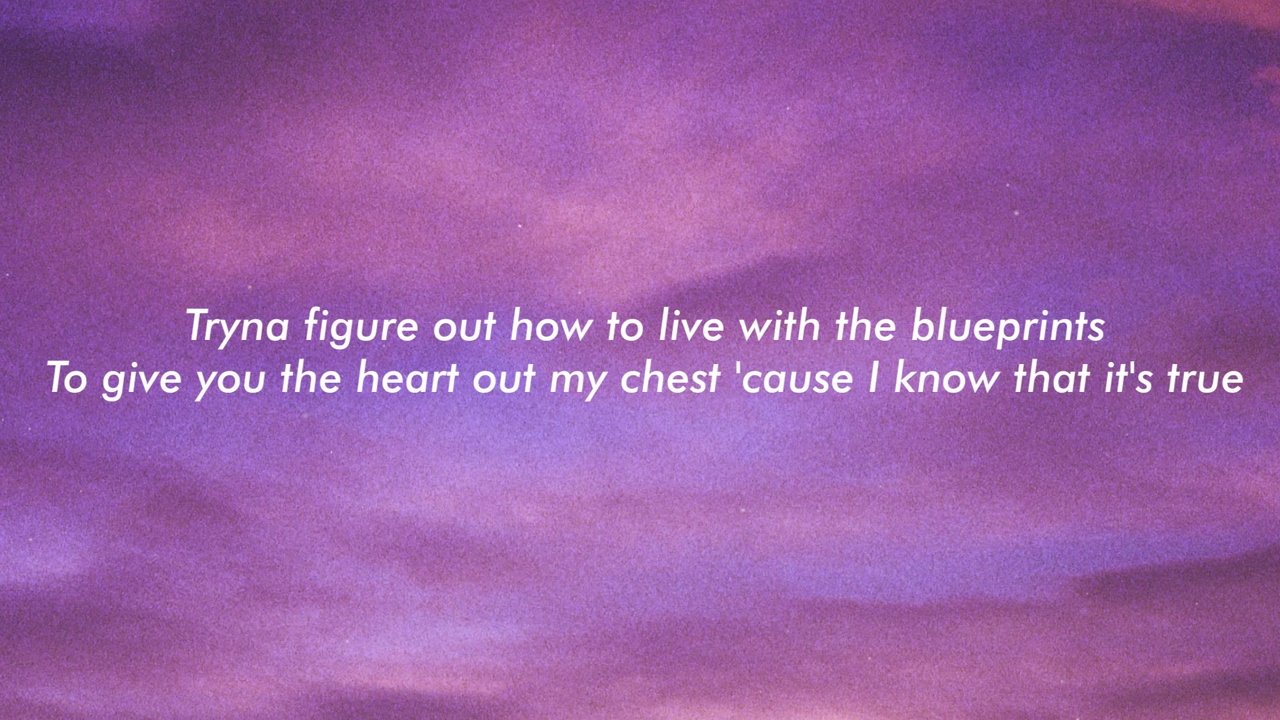 Tryna figure out how to live with the blueprints
To give you the heart out my chest 'cause I know that it's true